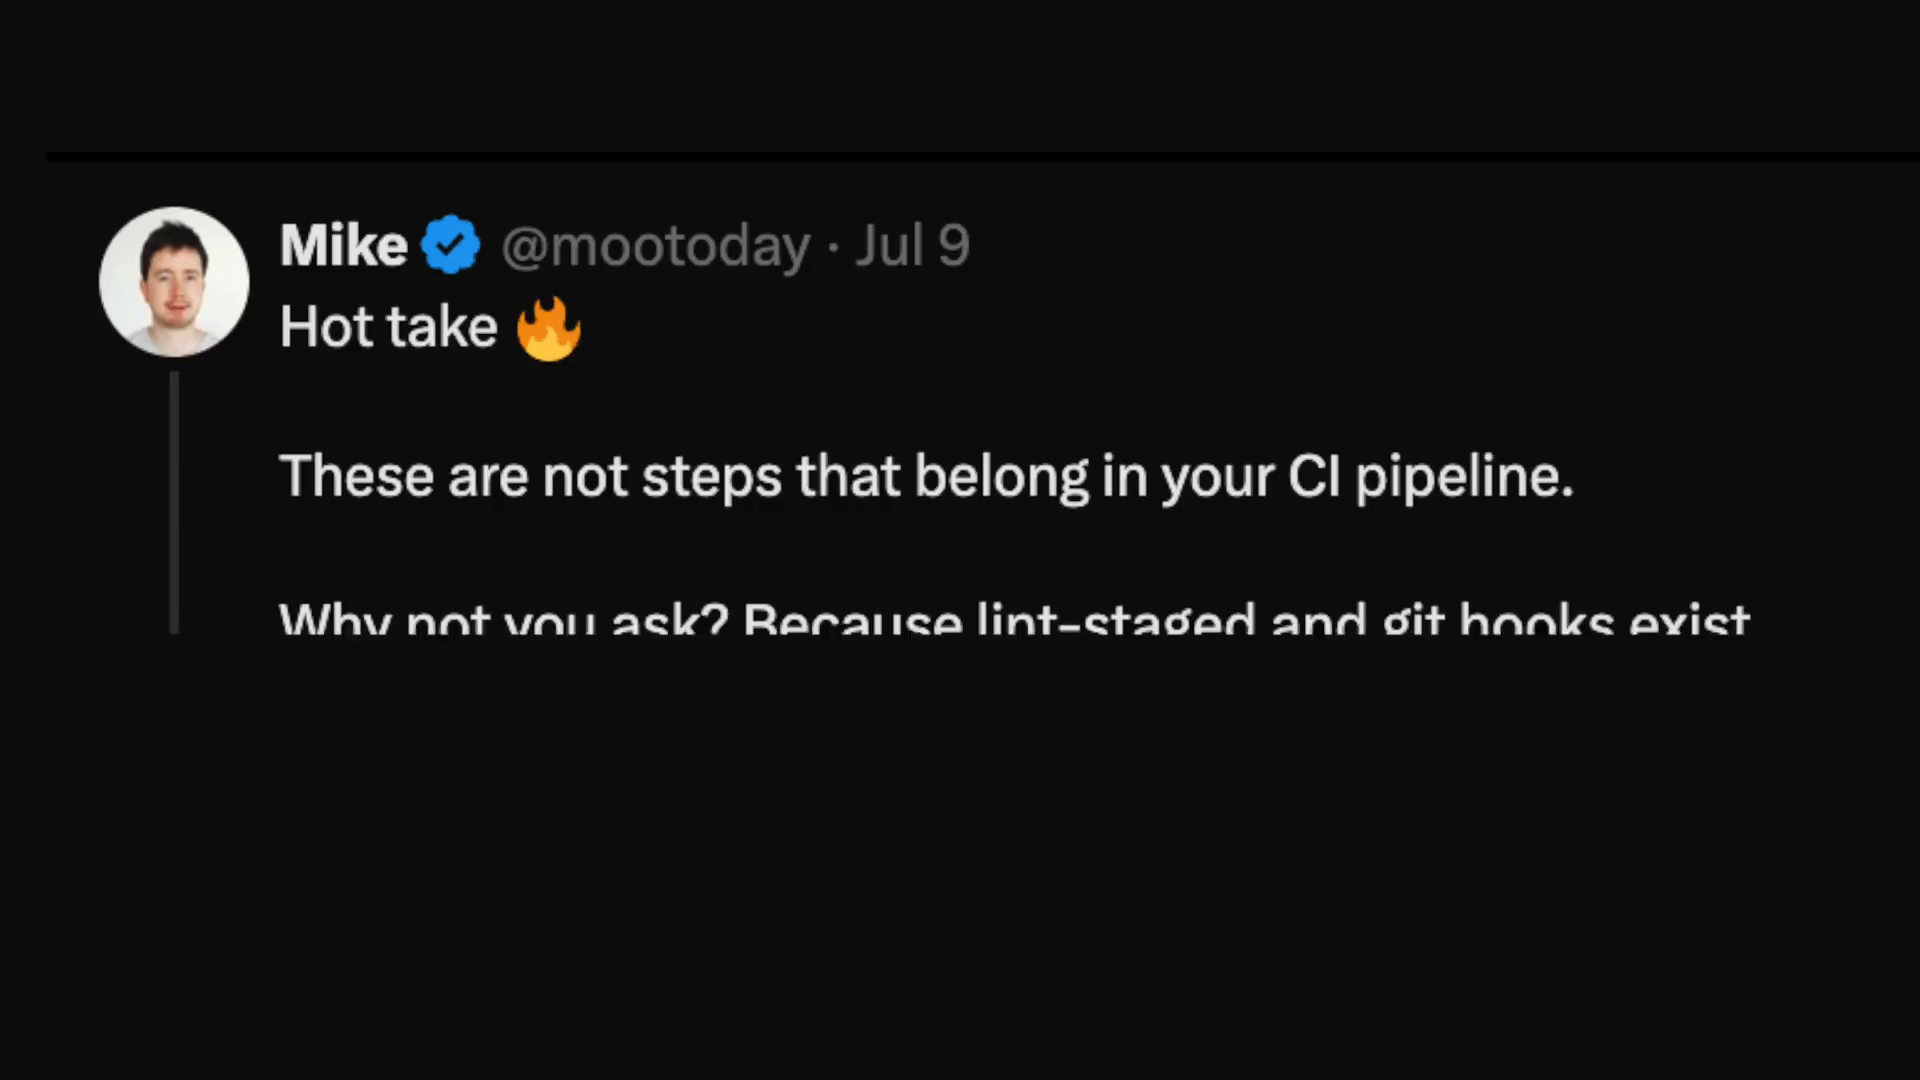 Mike @mootoday · Jul 9
Hot take 🔥
These are not steps that belong in your CI pipeline.
Why not you ask? Because lint-staged and git hooks exist